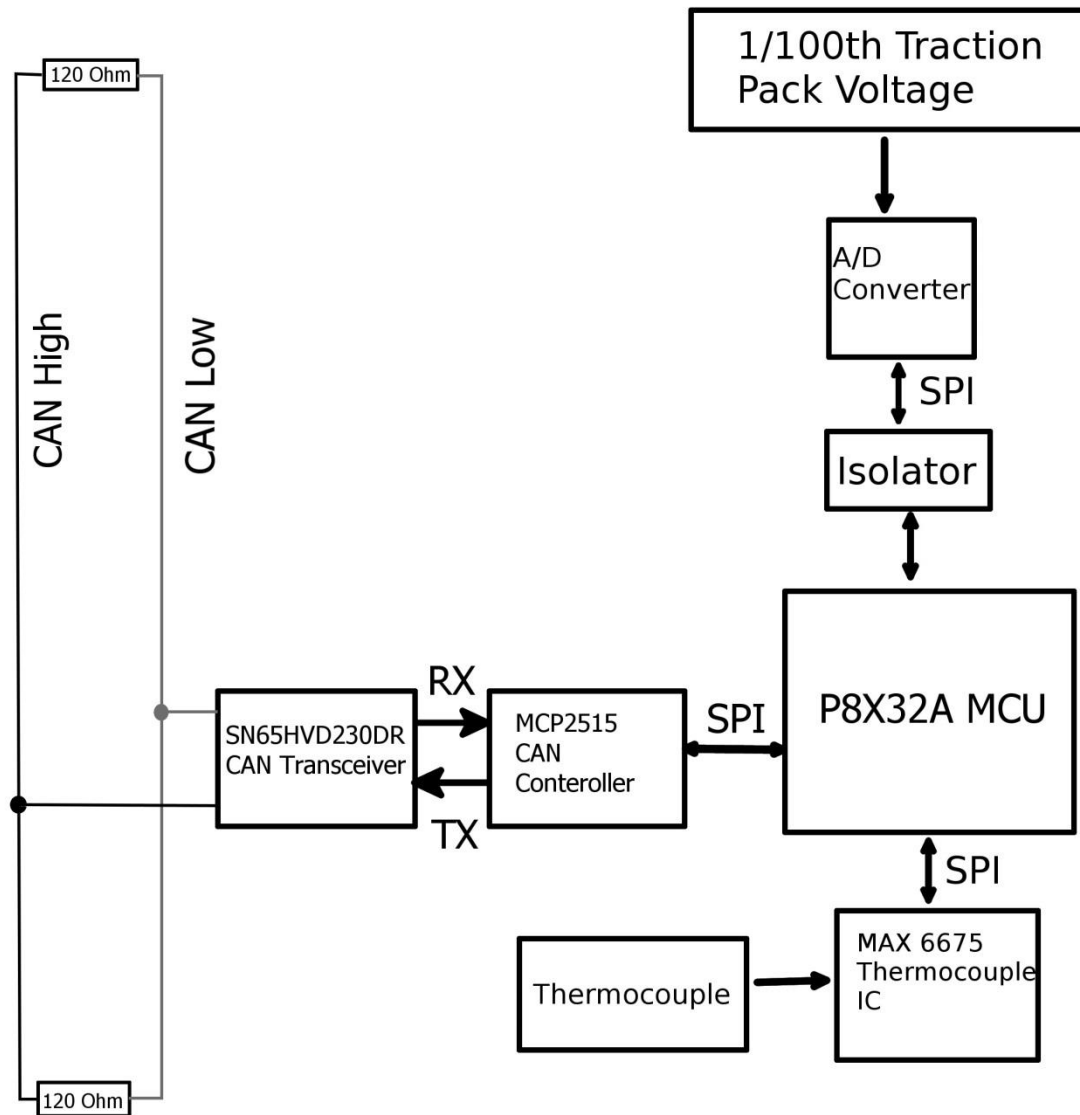 1/100th Traction
Pack Voltage
120 Ohm
A/D
Converter
CAN High
CAN Low
SPI
Isolator
RX
SN65HVD230DR
CAN Transceiver
MCP2515
CAN
Conteroller
SPI
P8X32A MCU
TX
SPI
Thermocouple
MAX 6675
Thermocouple
IC
120 Ohm